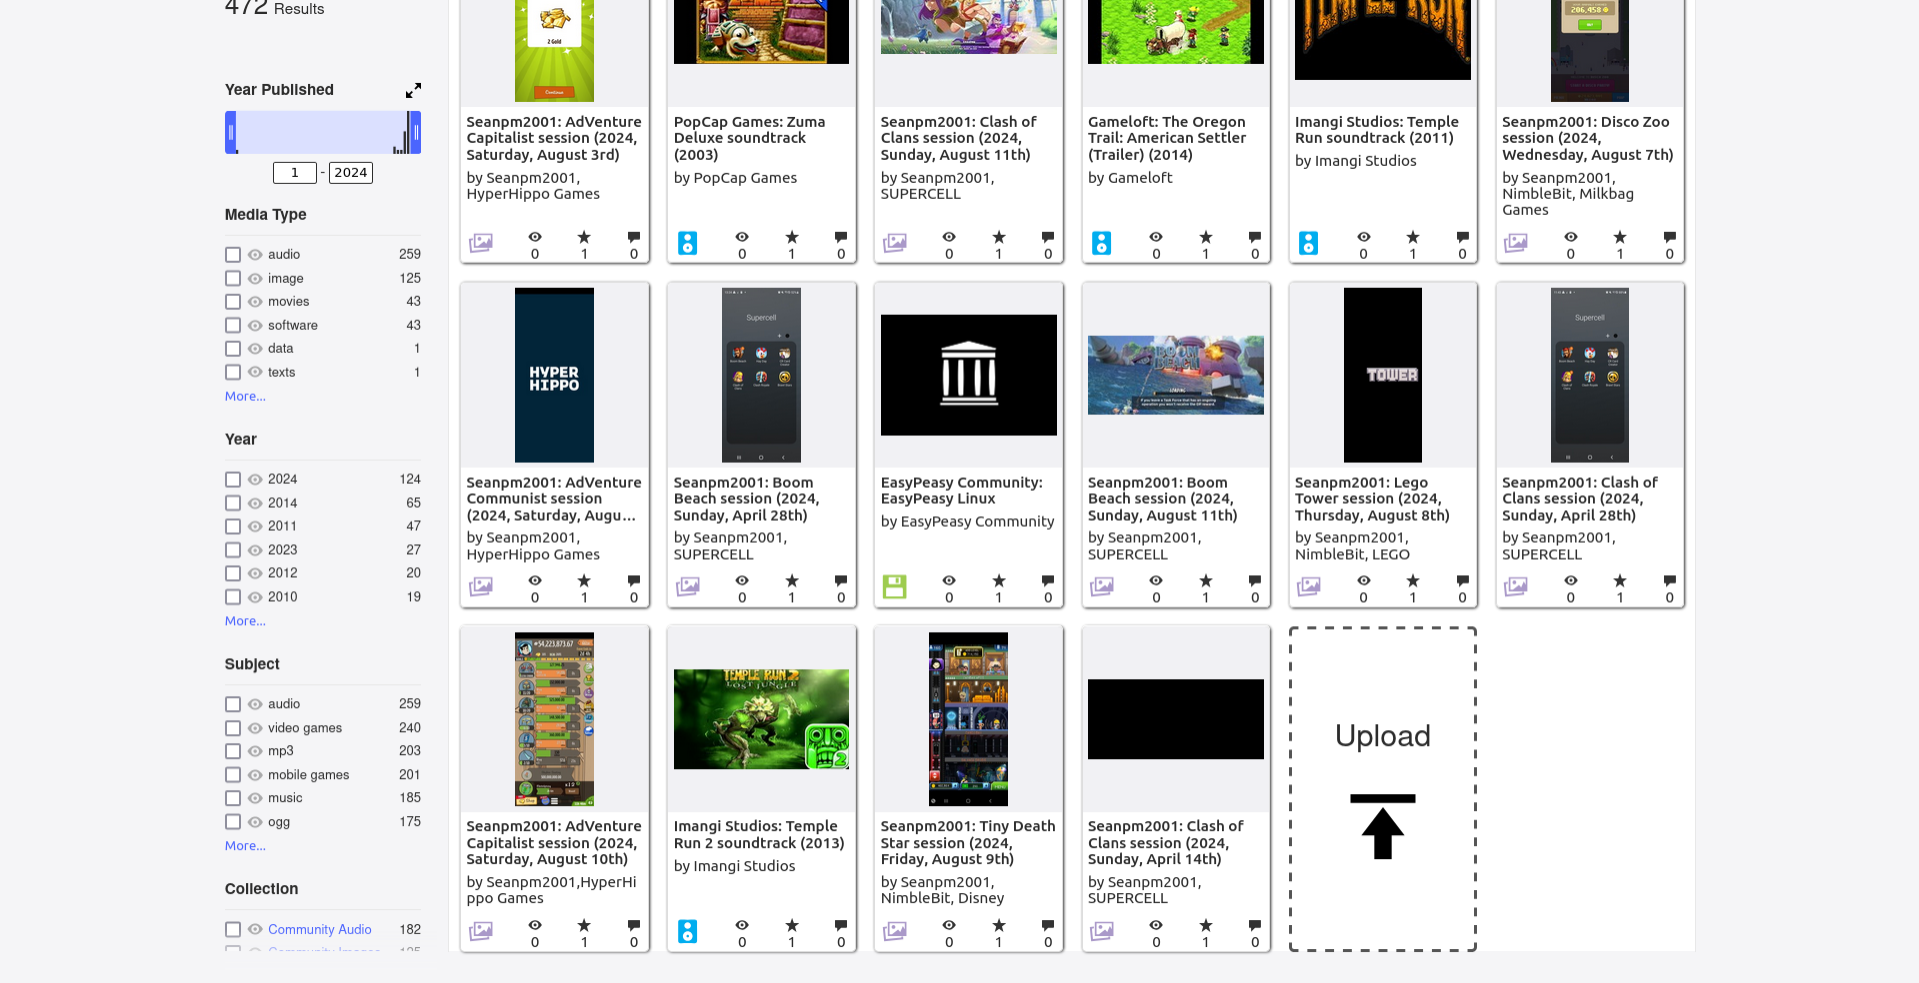 472 Results
Year Published
1 - 2024
Media Type
audio 259
image 125
movies 43
software 43
data 1
texts 1
More...
Year
2024 124
2014 65
2011 47
2023 27
2012 20
2010 19
More...
Subject
audio 259
video games 240
mp3 203
mobile games 201
music 185
ogg 175
More...
Collection
Community Audio 182
2 Gold
Continue
Seanpm2001: AdVenture
Capitalist session (2024,
Saturday, August 3rd)
by Seanpm2001,
HyperHippo Games
0 1 0
PopCap Games: Zuma
Deluxe soundtrack
(2003)
by PopCap Games
0 1 0
Seanpm2001: Clash of
Clans session (2024,
Sunday, August 11th)
by Seanpm2001,
SUPERCELL
0 1 0
Gameloft: The Oregon
Trail: American Settler
(Trailer) (2014)
by Gameloft
0 1 0
TEMPLE RUN
Imangi Studios: Temple
Run soundtrack (2011)
by Imangi Studios
0 1 0
206,458
Seanpm2001: Disco Zoo
session (2024,
Wednesday, August 7th)
by Seanpm2001,
NimbleBit, Milkbag
Games
0 1 0
HYPER
HIPPO
Seanpm2001: AdVenture
Communist session
(2024, Saturday, Augu...
by Seanpm2001,
HyperHippo Games
0 1 0
Supercell
Seanpm2001: Boom
Beach session (2024,
Sunday, April 28th)
by Seanpm2001,
SUPERCELL
0 1 0
EasyPeasy Community:
EasyPeasy Linux
by EasyPeasy Community
0 1 0
BOOM
BEACH
Seanpm2001: Boom
Beach session (2024,
Sunday, August 11th)
by Seanpm2001,
SUPERCELL
0 1 0
TOWER
Seanpm2001: Lego
Tower session (2024,
Thursday, August 8th)
by Seanpm2001,
NimbleBit, LEGO
0 1 0
Supercell
Seanpm2001: Clash of
Clans session (2024,
Sunday, April 28th)
by Seanpm2001,
SUPERCELL
0 1 0
Seanpm2001: AdVenture
Capitalist session (2024,
Saturday, August 10th)
by Seanpm2001,HyperHi
ppo Games
0 1 0
TEMPLE RUN 2
LOST JUNGLE
2
Imangi Studios: Temple
Run 2 soundtrack (2013)
by Imangi Studios
0 1 0
Seanpm2001: Tiny Death
Star session (2024,
Friday, August 9th)
by Seanpm2001,
NimbleBit, Disney
0 1 0
Seanpm2001: Clash of
Clans session (2024,
Sunday, April 14th)
by Seanpm2001,
SUPERCELL
0 1 0
Upload